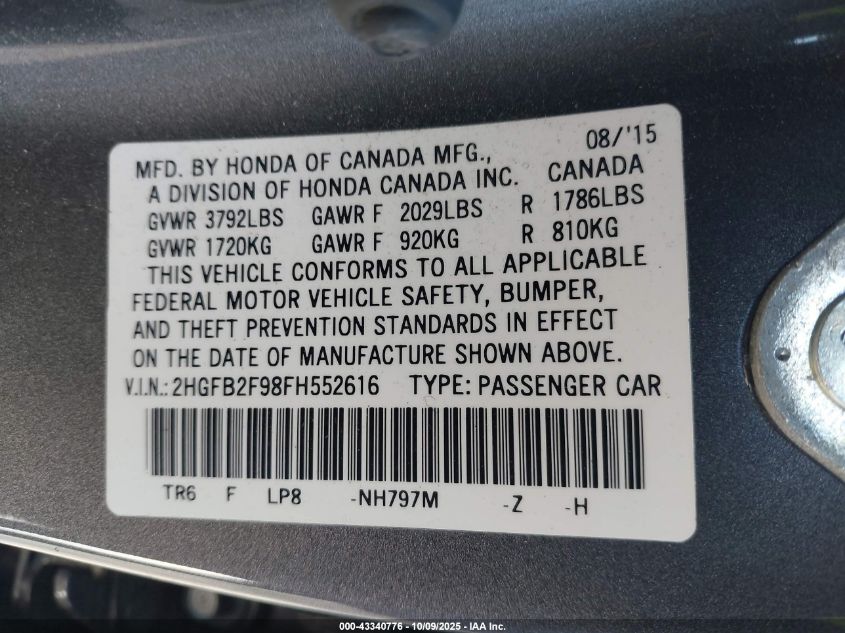 08/'15
MFD. BY HONDA OF CANADA MFG.,
A DIVISION OF HONDA CANADA INC. CANADA
GVWR 3792LBS GAWR F 2029LBS R 1786LBS
GVWR 1720KG GAWR F 920KG R 810KG
THIS VEHICLE CONFORMS TO ALL APPLICABLE
FEDERAL MOTOR VEHICLE SAFETY, BUMPER,
AND THEFT PREVENTION STANDARDS IN EFFECT
ON THE DATE OF MANUFACTURE SHOWN ABOVE.
V.I.N.: 2HGFB2F98FH552616 TYPE: PASSENGER CAR
TR6 F LP8 -NH797M -Z -H
000-43340776 - 10/09/2025 - IAA Inc.